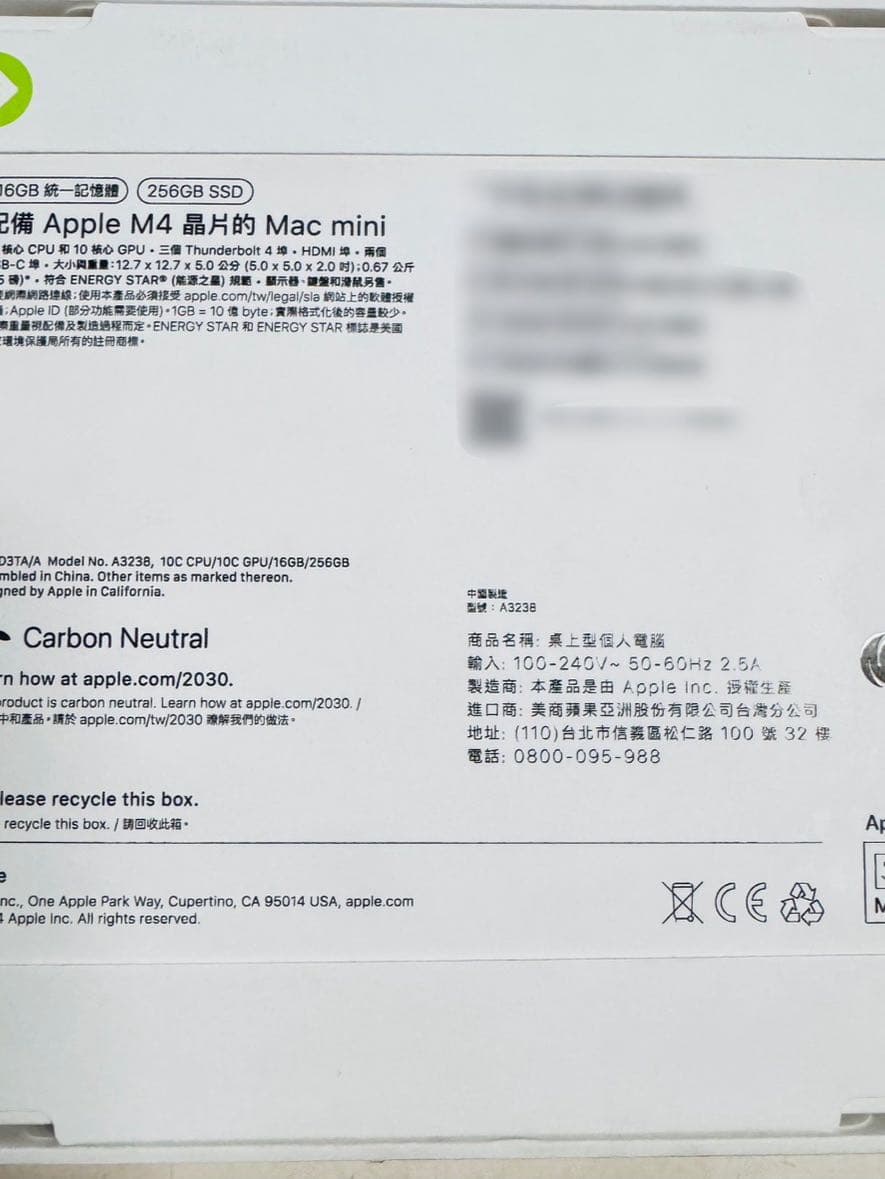 16GB 統一記憶體
256GB SSD
配備 Apple M4 晶片的 Mac mini
核心 CPU 和 10 核心 GPU・三個 Thunderbolt 4 埠・HDMI 埠・兩個
B-C 埠・大小與重量:12.7 x 12.7 x 5.0 公分 (5.0 x 5.0 x 2.0 吋);0.67 公斤
5 磅)*・符合 ENERGY STAR® (能源之星) 規範・顯示器、鍵盤和滑鼠另售。
網際網路連線;使用本產品必須接受 apple.com/tw/legal/sla 網站上的軟體授權
;Apple ID (部分功能需要使用)。1GB = 10 億 byte;實際格式化後的容量較少。
際重量視配備及製造過程而定。ENERGY STAR 和 ENERGY STAR 標誌是美國
環境保護局所有的註冊商標。
D3TA/A Model No. A3238, 10C CPU/10C GPU/16GB/256GB
mbled in China. Other items as marked thereon.
gned by Apple in California.
Carbon Neutral
rn how at apple.com/2030.
product is carbon neutral. Learn how at apple.com/2030. /
中和產品。請於 apple.com/tw/2030 瞭解我們的做法。
lease recycle this box.
recycle this box. / 請回收此箱。
中國製造
型號：A3238
商品名稱: 桌上型個人電腦
輸入: 100-240V~ 50-60Hz 2.5A
製造商: 本產品是由 Apple Inc. 授權生產
進口商: 美商蘋果亞洲股份有限公司台灣分公司
地址: (110)台北市信義區松仁路 100 號 32 樓
電話: 0800-095-988
e
nc., One Apple Park Way, Cupertino, CA 95014 USA, apple.com
4 Apple Inc. All rights reserved.
CE
Ap
M